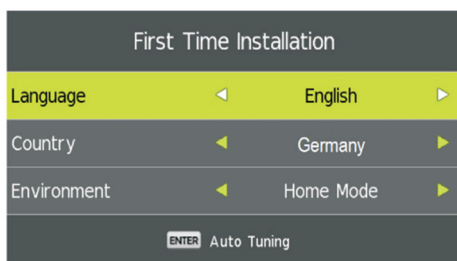 First Time Installation
Language English
Country Germany
Environment Home Mode
ENTER Auto Tuning